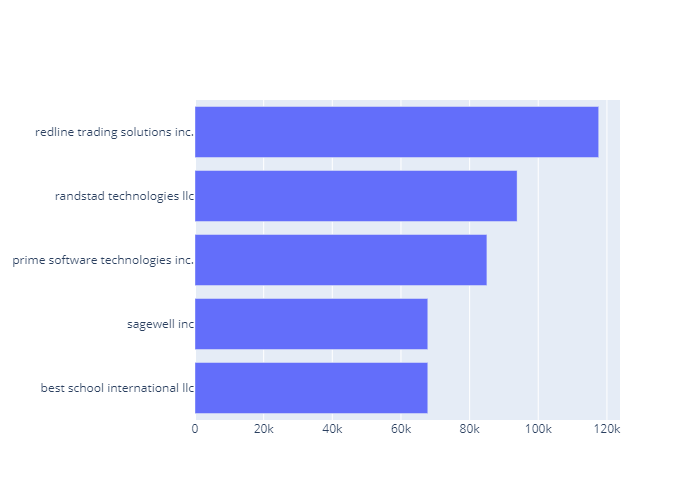 redline trading solutions inc.
randstad technologies llc
prime software technologies inc.
sagewell inc
best school international llc
0 20k 40k 60k 80k 100k 120k